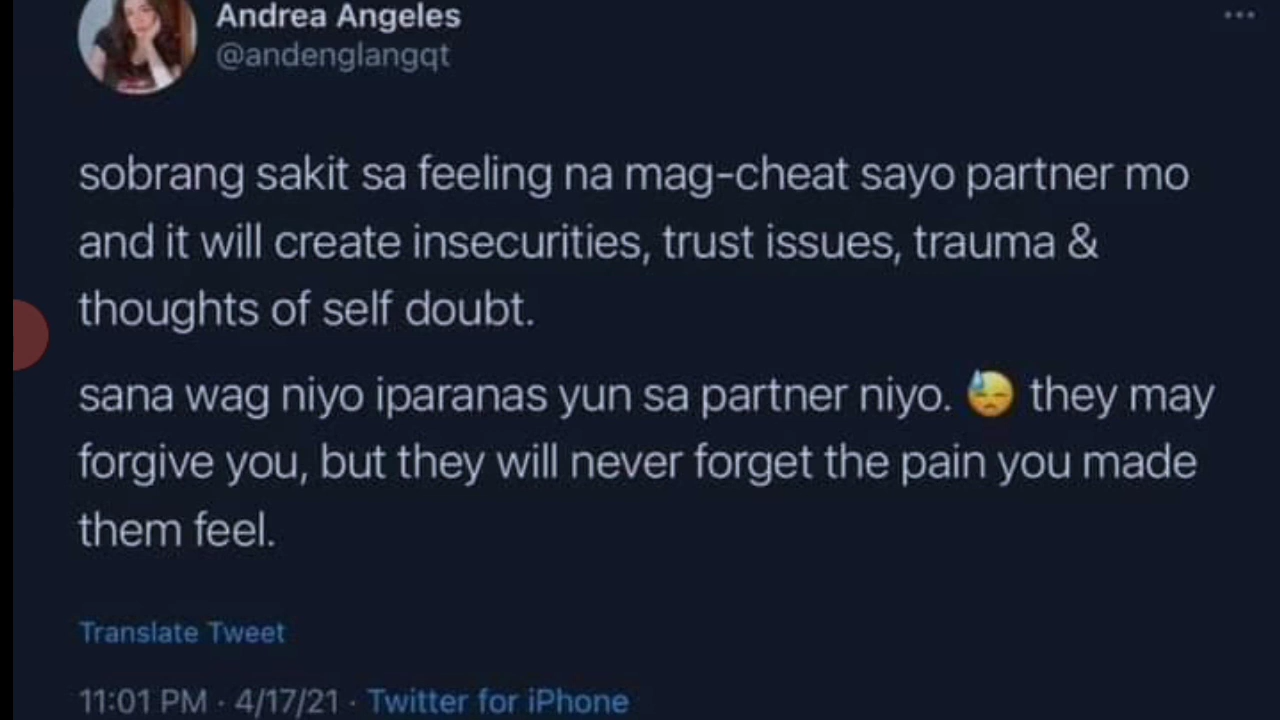 Andrea Angeles
@andenglangqt
sobrang sakit sa feeling na mag-cheat sayo partner mo
and it will create insecurities, trust issues, trauma &
thoughts of self doubt.
sana wag niyo iparanas yun sa partner niyo. 😓 they may
forgive you, but they will never forget the pain you made
them feel.
Translate Tweet
11:01 PM · 4/17/21 · Twitter for iPhone